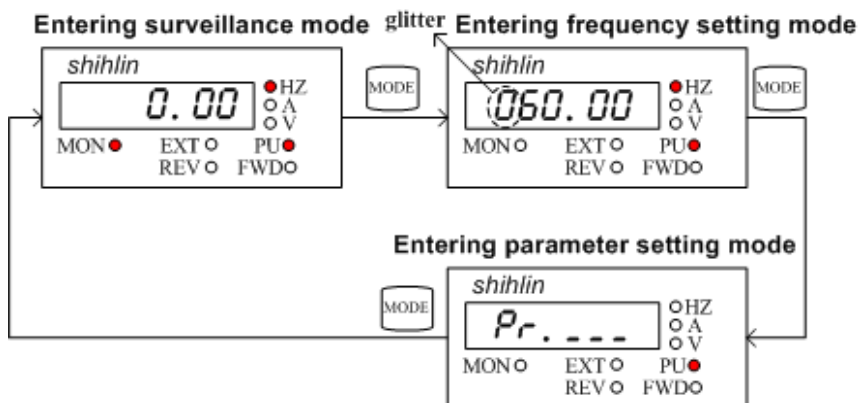 Entering surveillance mode
glitter
Entering frequency setting mode
shihlin
0.00
HZ
A
V
MON
EXT
PU
REV
FWD
MODE
shihlin
060.00
HZ
A
V
MON
EXT
PU
REV
FWD
MODE
Entering parameter setting mode
MODE
shihlin
Pr.___
HZ
A
V
MON
EXT
PU
REV
FWD